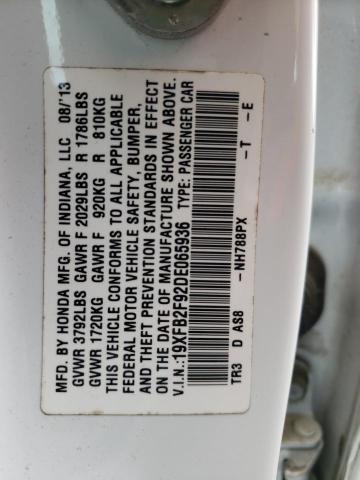 MFD. BY HONDA MFG. OF INDIANA, LLC 08/'13
GVWR 3792LBS GAWR F 2029LBS R 1786LBS
GVWR 1720KG GAWR F 920KG R 810KG
THIS VEHICLE CONFORMS TO ALL APPLICABLE
FEDERAL MOTOR VEHICLE SAFETY, BUMPER,
AND THEFT PREVENTION STANDARDS IN EFFECT
ON THE DATE OF MANUFACTURE SHOWN ABOVE.
V.I.N.:19XFB2F92DE065936 TYPE: PASSENGER CAR
TR3 D AS8 -NH788PX -T -E